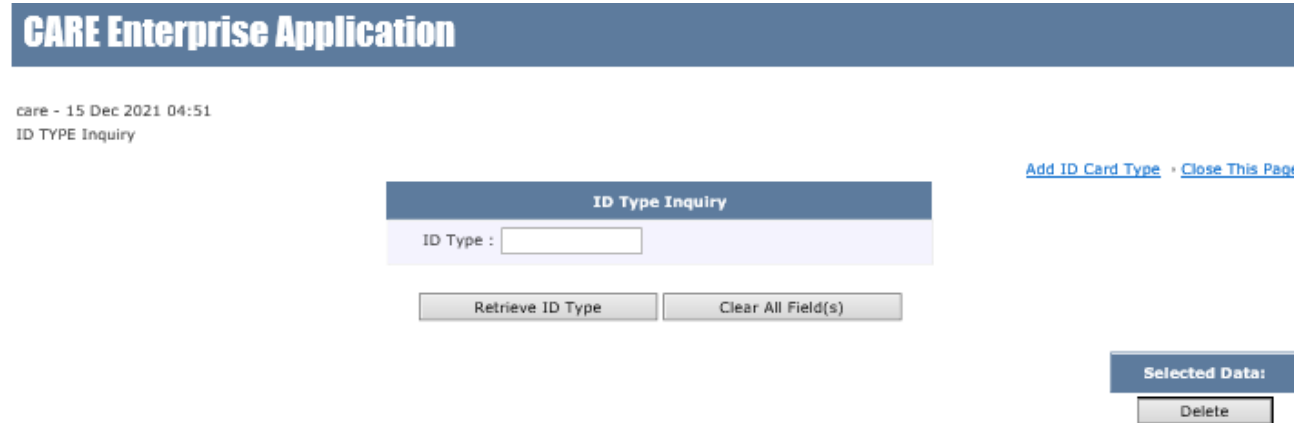 CARE Enterprise Application
care - 15 Dec 2021 04:51
ID TYPE Inquiry
Add ID Card Type • Close This Page
ID Type Inquiry
ID Type :
Retrieve ID Type Clear All Field(s)
Selected Data:
Delete